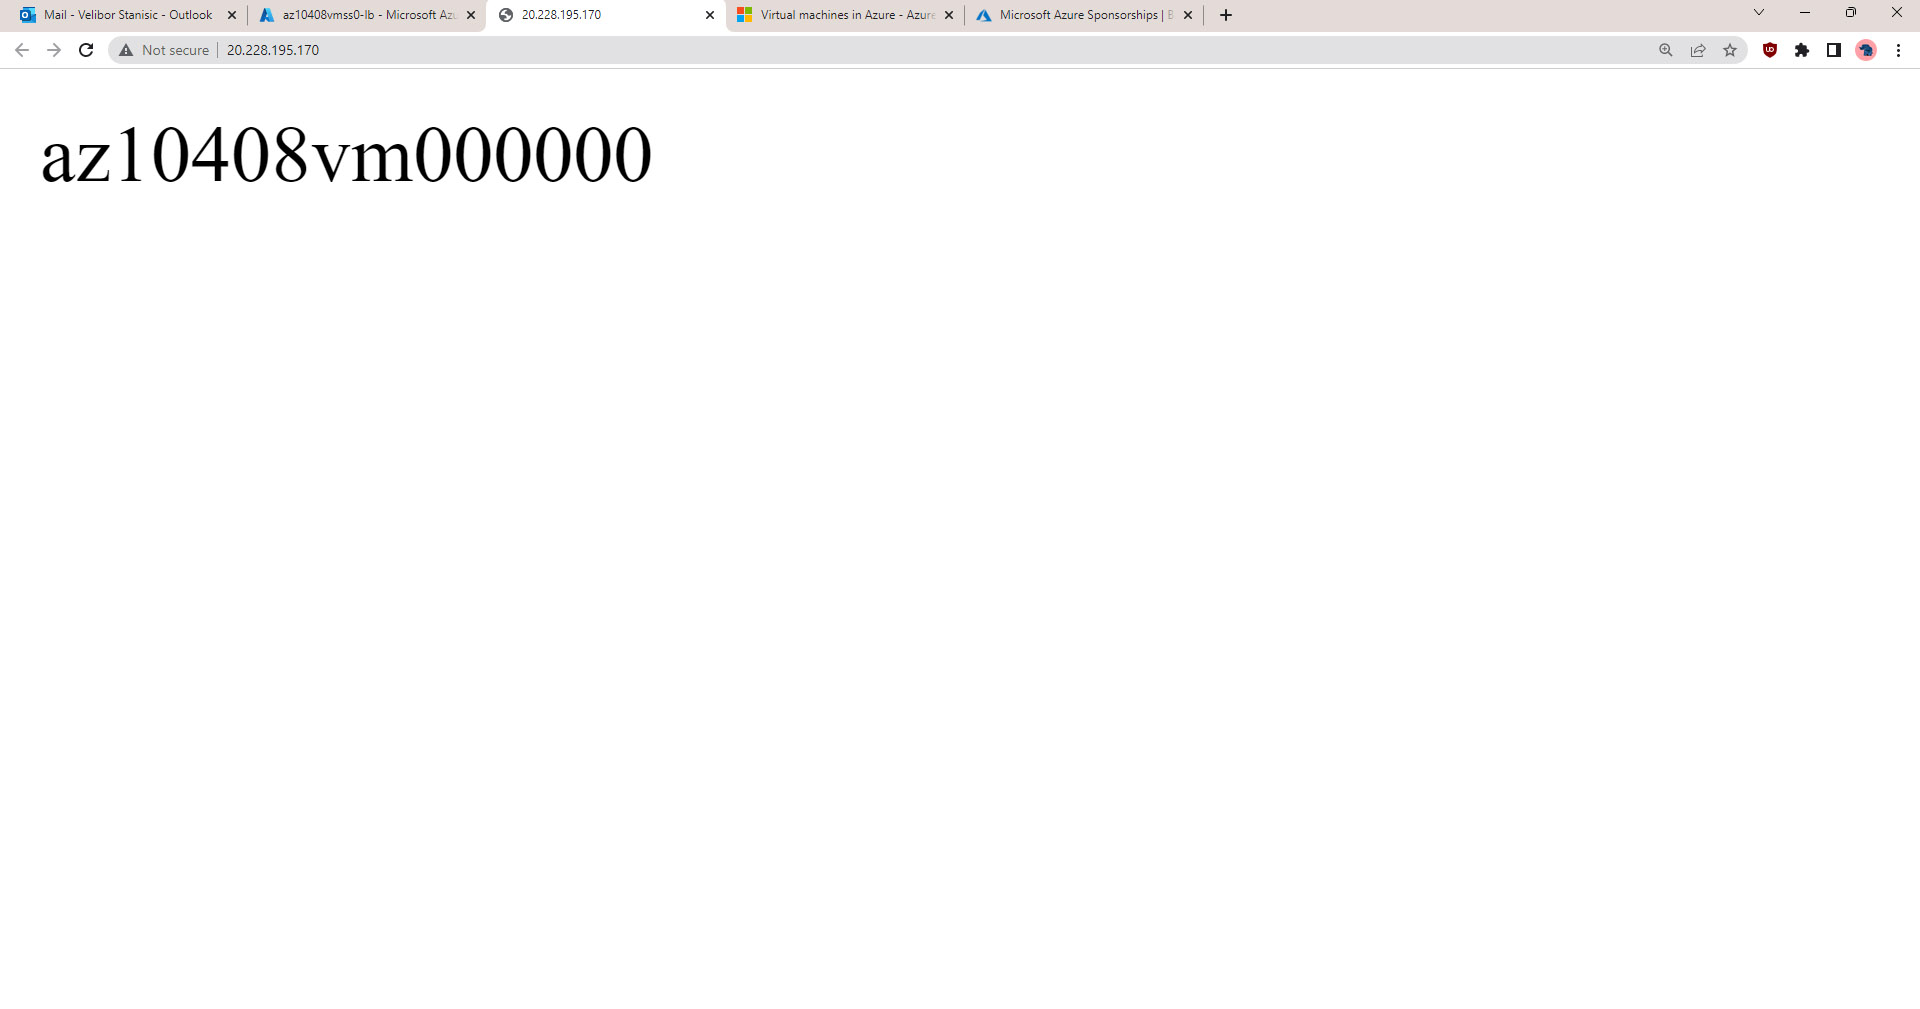 Mail - Velibor Stanisic - Outlook
az10408vmss0-lb - Microsoft Azu
20.228.195.170
Virtual machines in Azure - Azure
Microsoft Azure Sponsorships |
Not secure
20.228.195.170
az10408vm000000